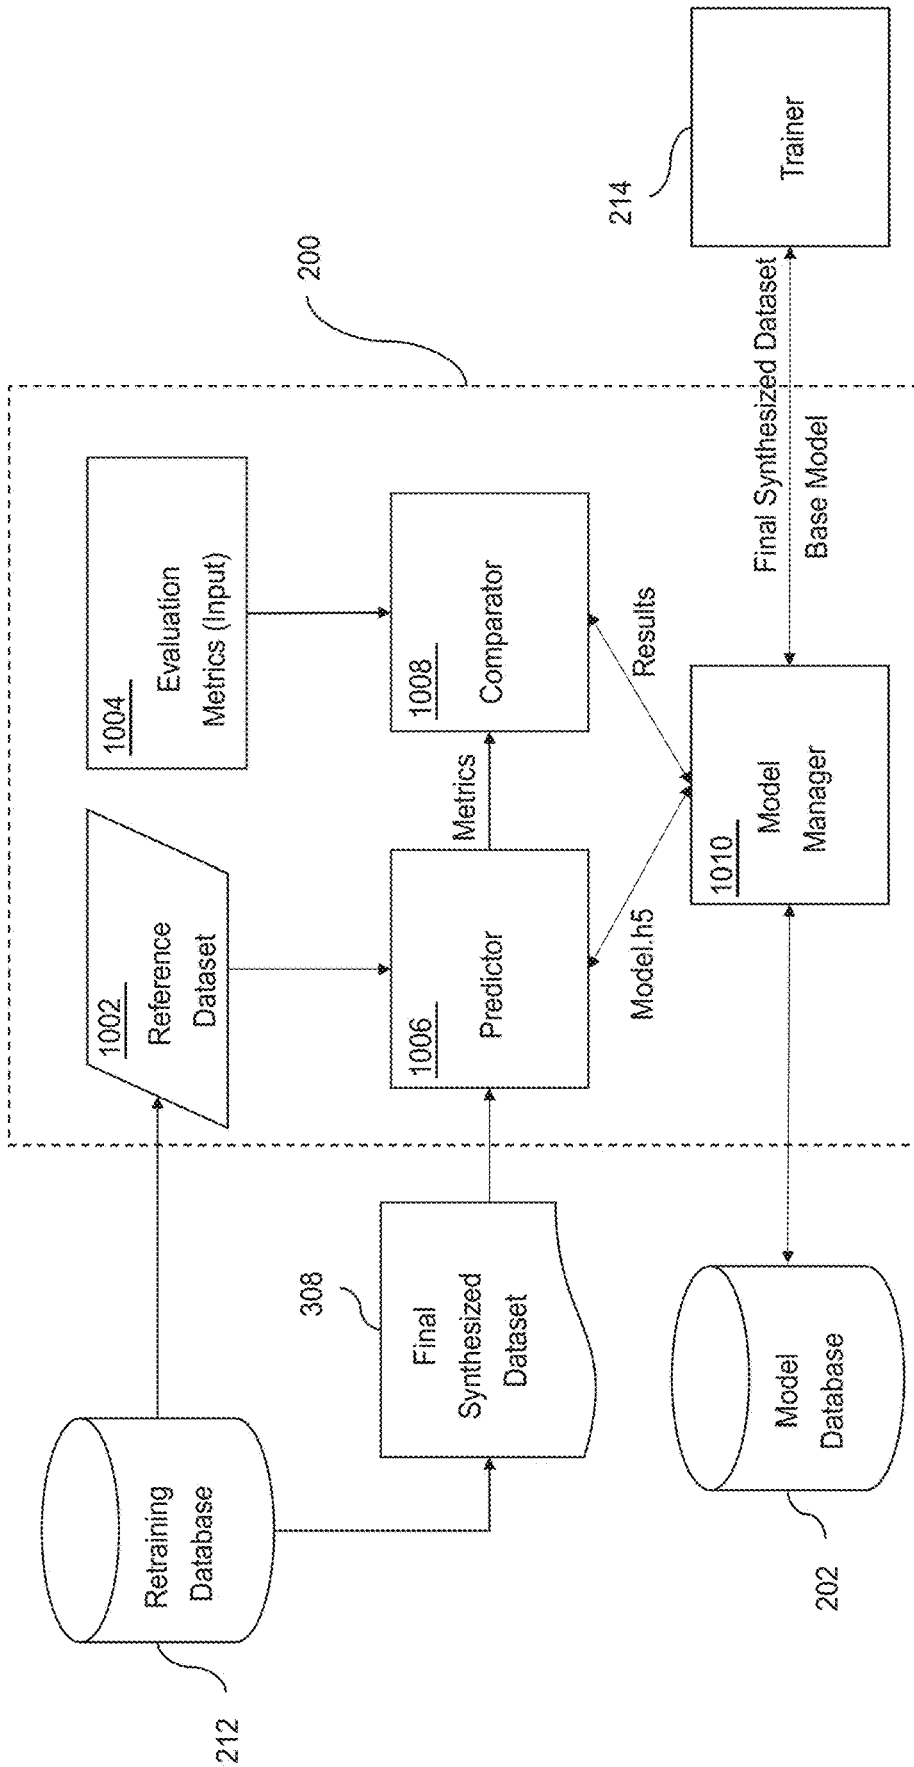 212
Retraining
Database
1002
Reference
Dataset
1004
Evaluation
Metrics (Input)
200
308
Final
Synthesized
Dataset
1006
Predictor
Metrics
1008
Comparator
214
Trainer
Model.h5
Results
Final Synthesized Dataset
Base Model
202
Model
Database
1010
Model
Manager